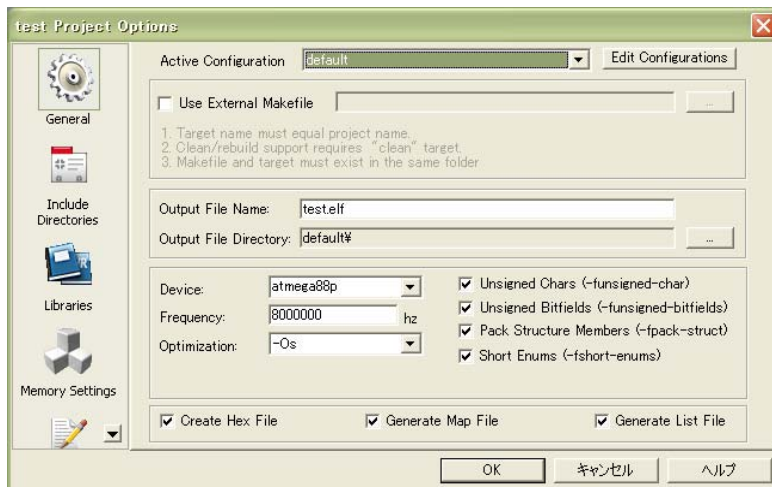 test Project Options
General
Include
Directories
Libraries
Memory Settings
Active Configuration
default
Edit Configurations
Use External Makefile
...
1. Target name must equal project name.
2. Clean/rebuild support requires "clean" target.
3. Makefile and target must exist in the same folder
Output File Name: test.elf
Output File Directory: default¥
...
Device: atmega88p
Frequency: 8000000 hz
Optimization: -Os
Unsigned Chars (-funsigned-char)
Unsigned Bitfields (-funsigned-bitfields)
Pack Structure Members (-fpack-struct)
Short Enums (-fshort-enums)
Create Hex File
Generate Map File
Generate List File
OK
キャンセル
ヘルプ